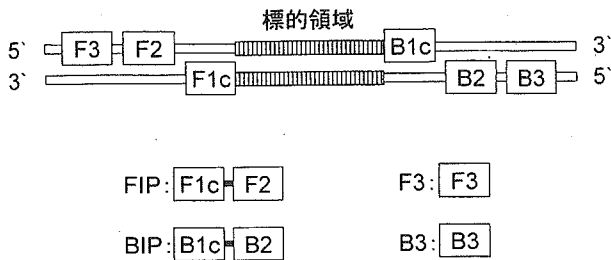 標的領域
5` F3 F2 B1c 3`
3` F1c B2 B3 5`
FIP: F1c F2 F3: F3
BIP: B1c B2 B3: B3